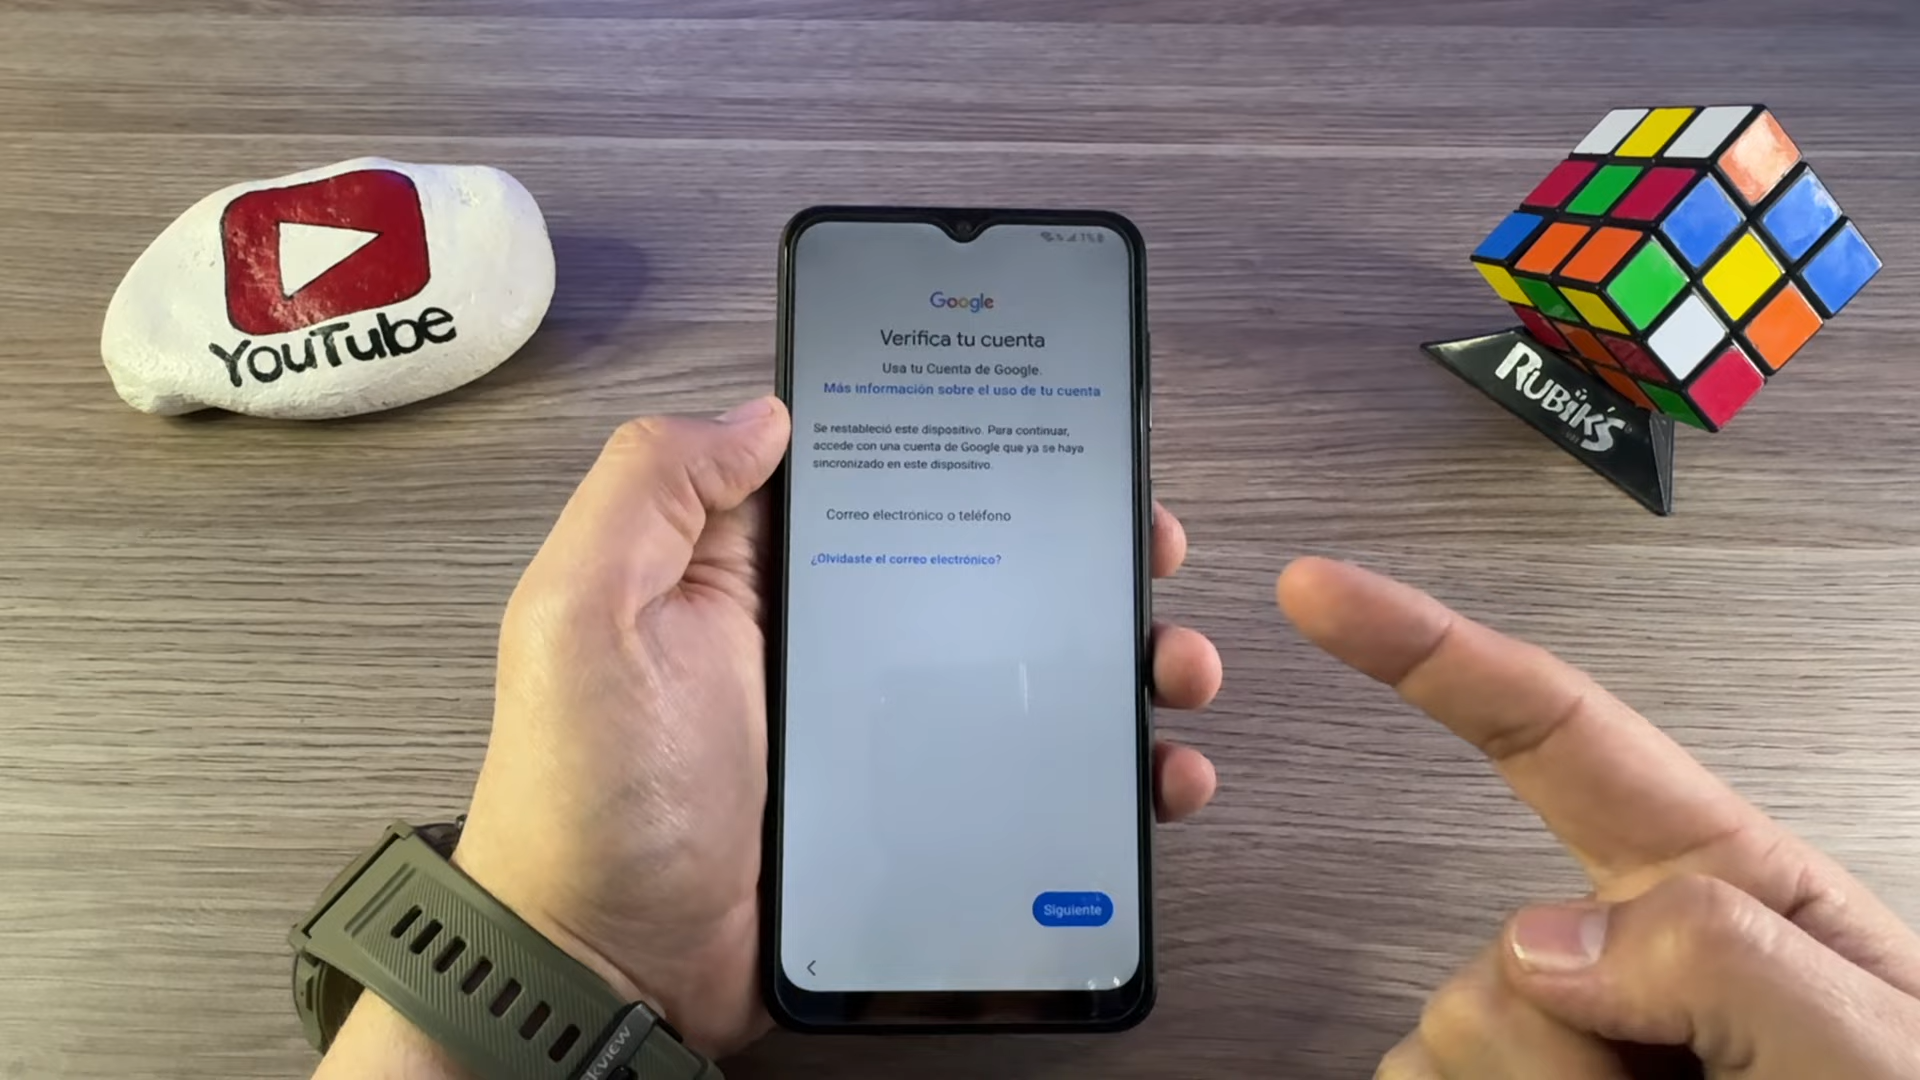 YouTube
Google
Verifica tu cuenta
Usa tu Cuenta de Google.
Más información sobre el uso de tu cuenta
Se restableció este dispositivo. Para continuar,
accede con una cuenta de Google que ya se haya
sincronizado en este dispositivo.
Correo electrónico o teléfono
¿Olvidaste el correo electrónico?
Siguiente
RUBIK'S